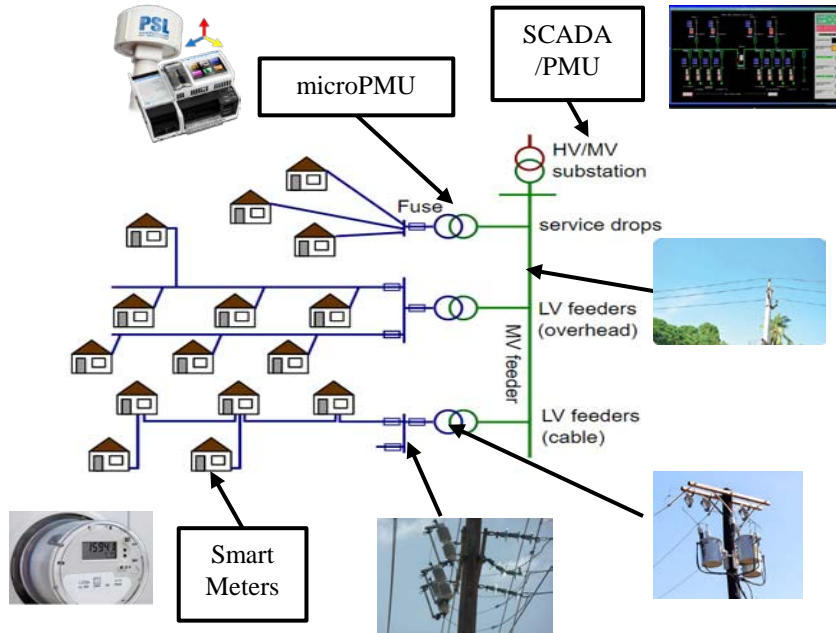 PSL
microPMU
SCADA
/PMU
HV/MV
substation
Fuse
service drops
LV feeders
(overhead)
MV feeder
LV feeders
(cable)
Smart
Meters